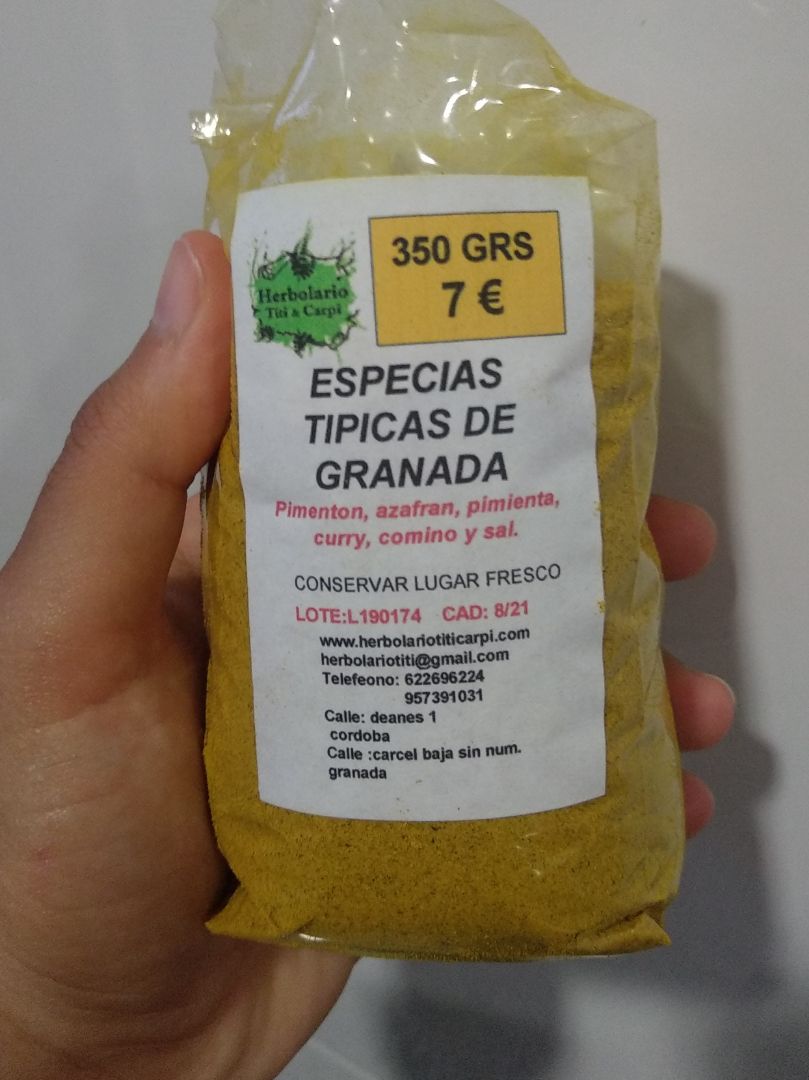 Herbolario
Titi & Carpi
350 GRS
7 €
ESPECIAS
TIPICAS DE
GRANADA
Pimenton, azafran, pimienta,
curry, comino y sal.
CONSERVAR LUGAR FRESCO
LOTE:L190174 CAD: 8/21
www.herbolariotiticarpi.com
herbolariotiti@gmail.com
Telefeono: 622696224
957391031
Calle: deanes 1
cordoba
Calle :carcel baja sin num.
granada